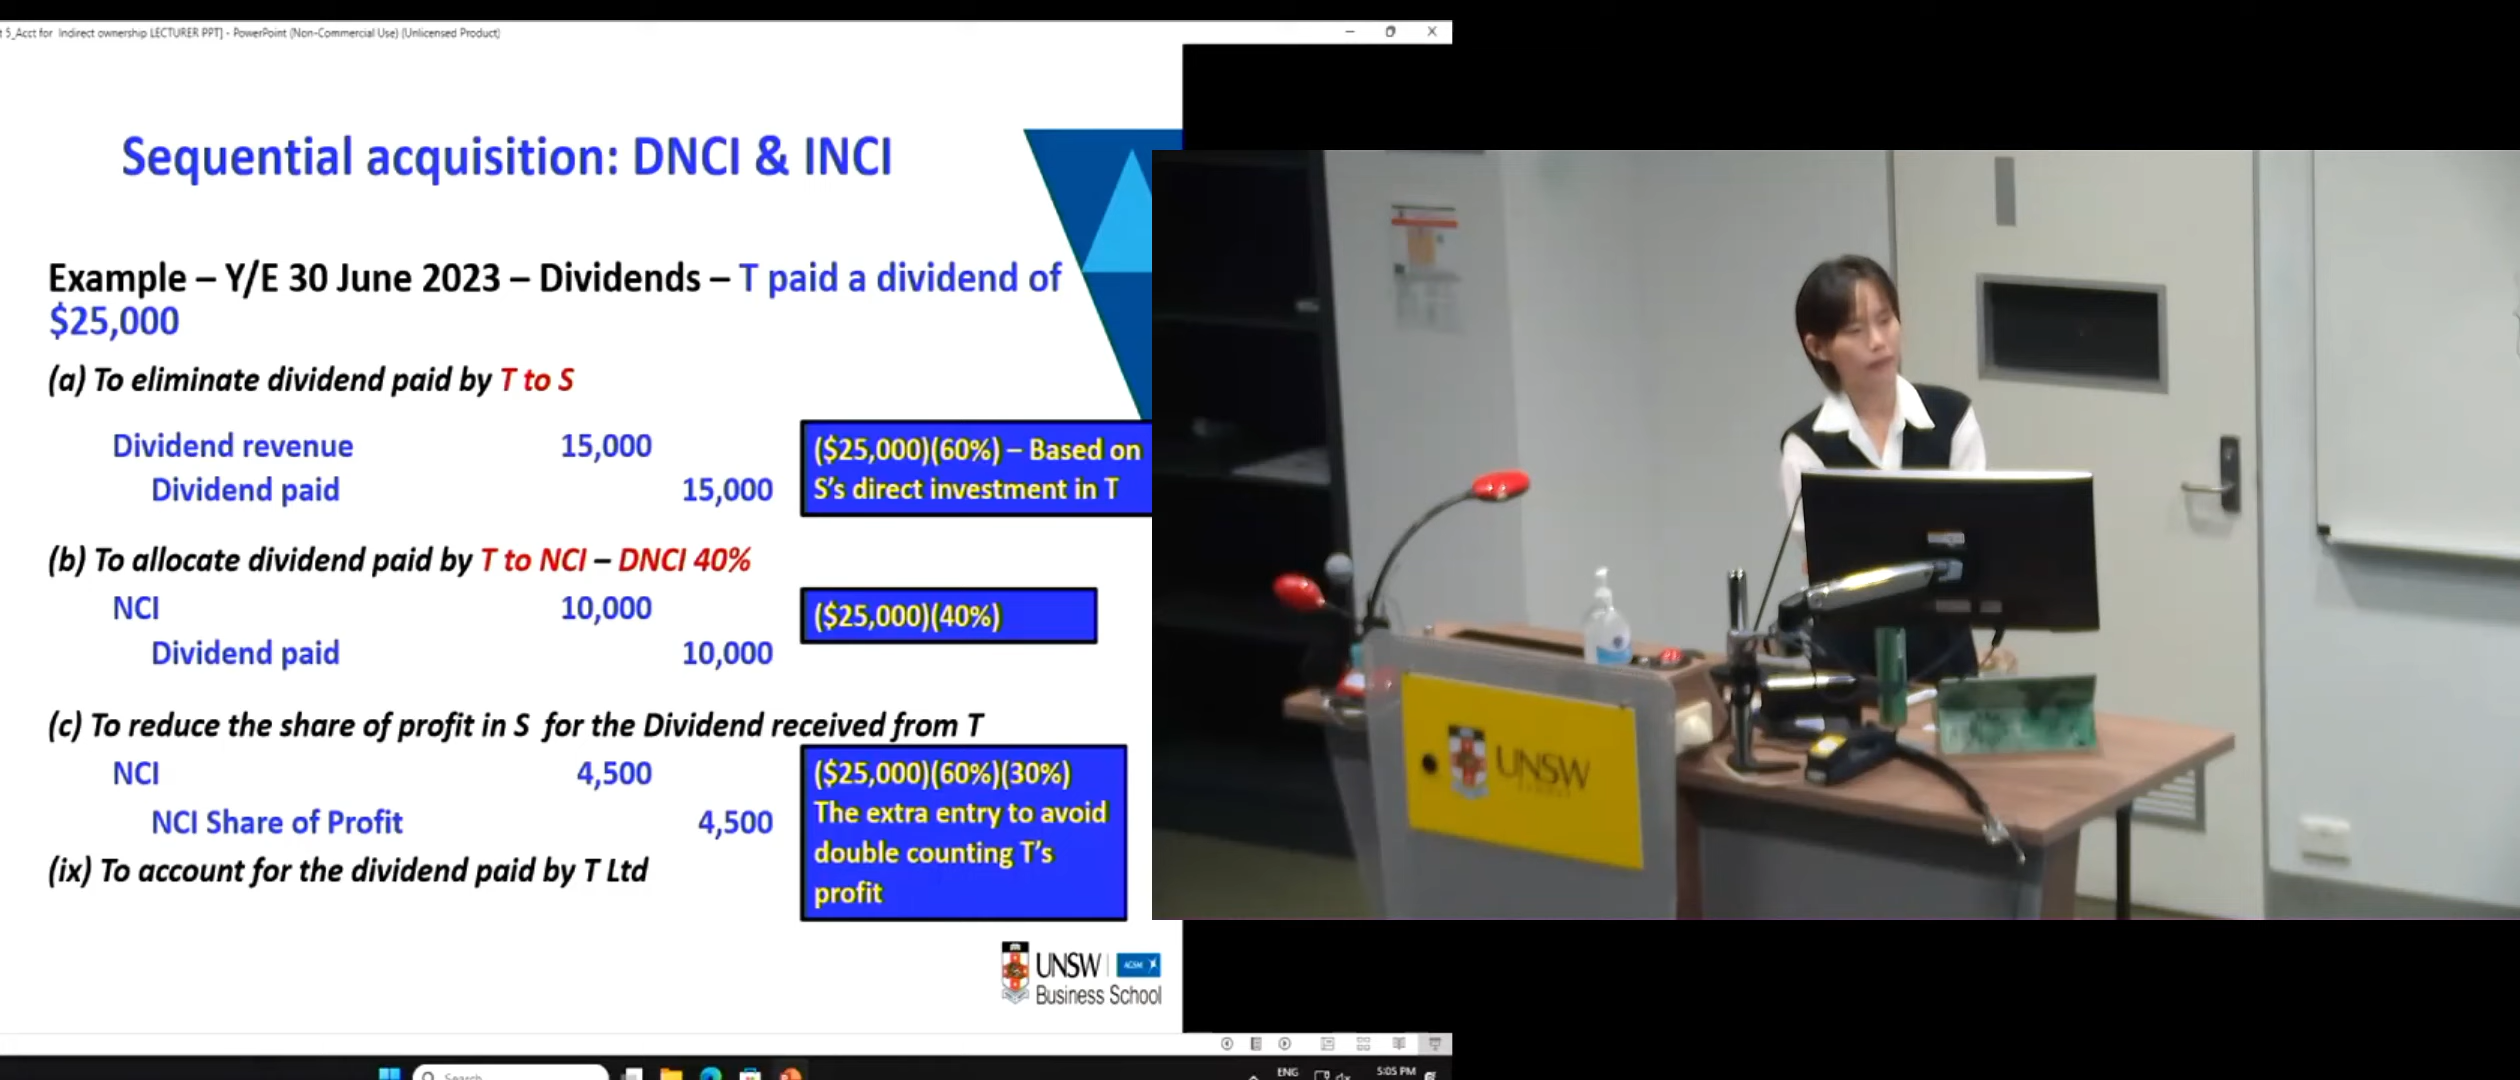 t 5_Acct for Indirect ownership LECTURER PPT] - PowerPoint (Non-Commercial Use) (Unlicensed Product)
Sequential acquisition: DNCI & INCI
Example – Y/E 30 June 2023 – Dividends – T paid a dividend of
$25,000
(a) To eliminate dividend paid by T to S
Dividend revenue 15,000
Dividend paid 15,000
($25,000)(60%) – Based on
S’s direct investment in T
(b) To allocate dividend paid by T to NCI – DNCI 40%
NCI 10,000
Dividend paid 10,000
($25,000)(40%)
(c) To reduce the share of profit in S for the Dividend received from T
NCI 4,500
NCI Share of Profit 4,500
($25,000)(60%)(30%)
The extra entry to avoid
double counting T’s
profit
(ix) To account for the dividend paid by T Ltd
UNSW
AGSM
Business School
Search
ENG
5:05 PM
UNSW